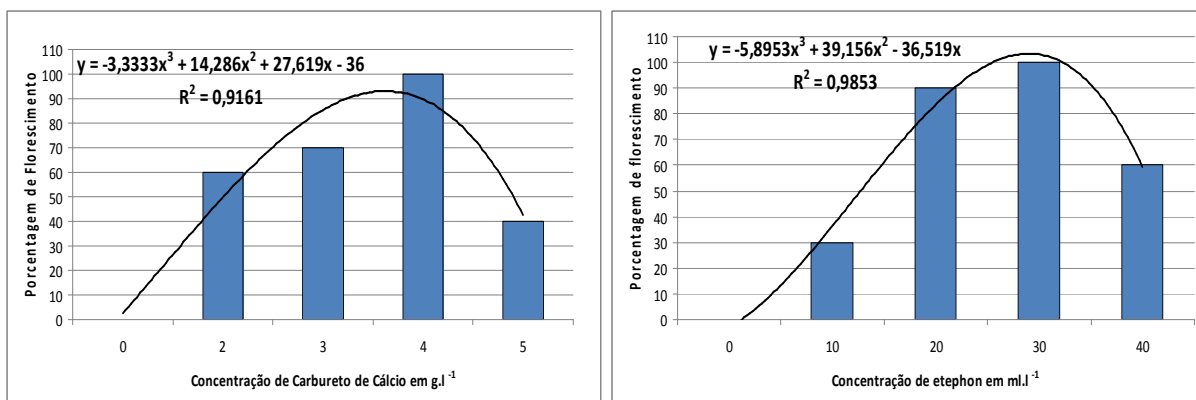 y = -3,3333x³ + 14,286x² + 27,619x - 36
R² = 0,9161
Porcentagem de Florescimento
110
100
90
80
70
60
50
40
30
20
10
0
0 2 3 4 5
Concentração de Carbureto de Cálcio em g.l ⁻¹
y = -5,8953x³ + 39,156x² - 36,519x
R² = 0,9853
Porcentagem de florescimento
110
100
90
80
70
60
50
40
30
20
10
0
0 10 20 30 40
Concentração de etephon em ml.l ⁻¹